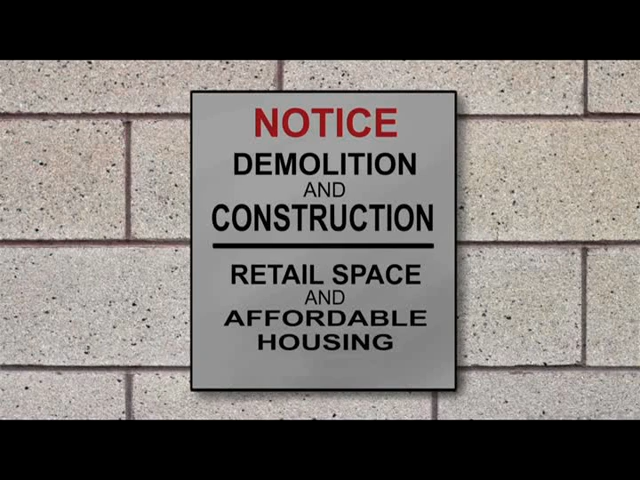 NOTICE
DEMOLITION
AND
CONSTRUCTION
RETAIL SPACE
AND
AFFORDABLE
HOUSING